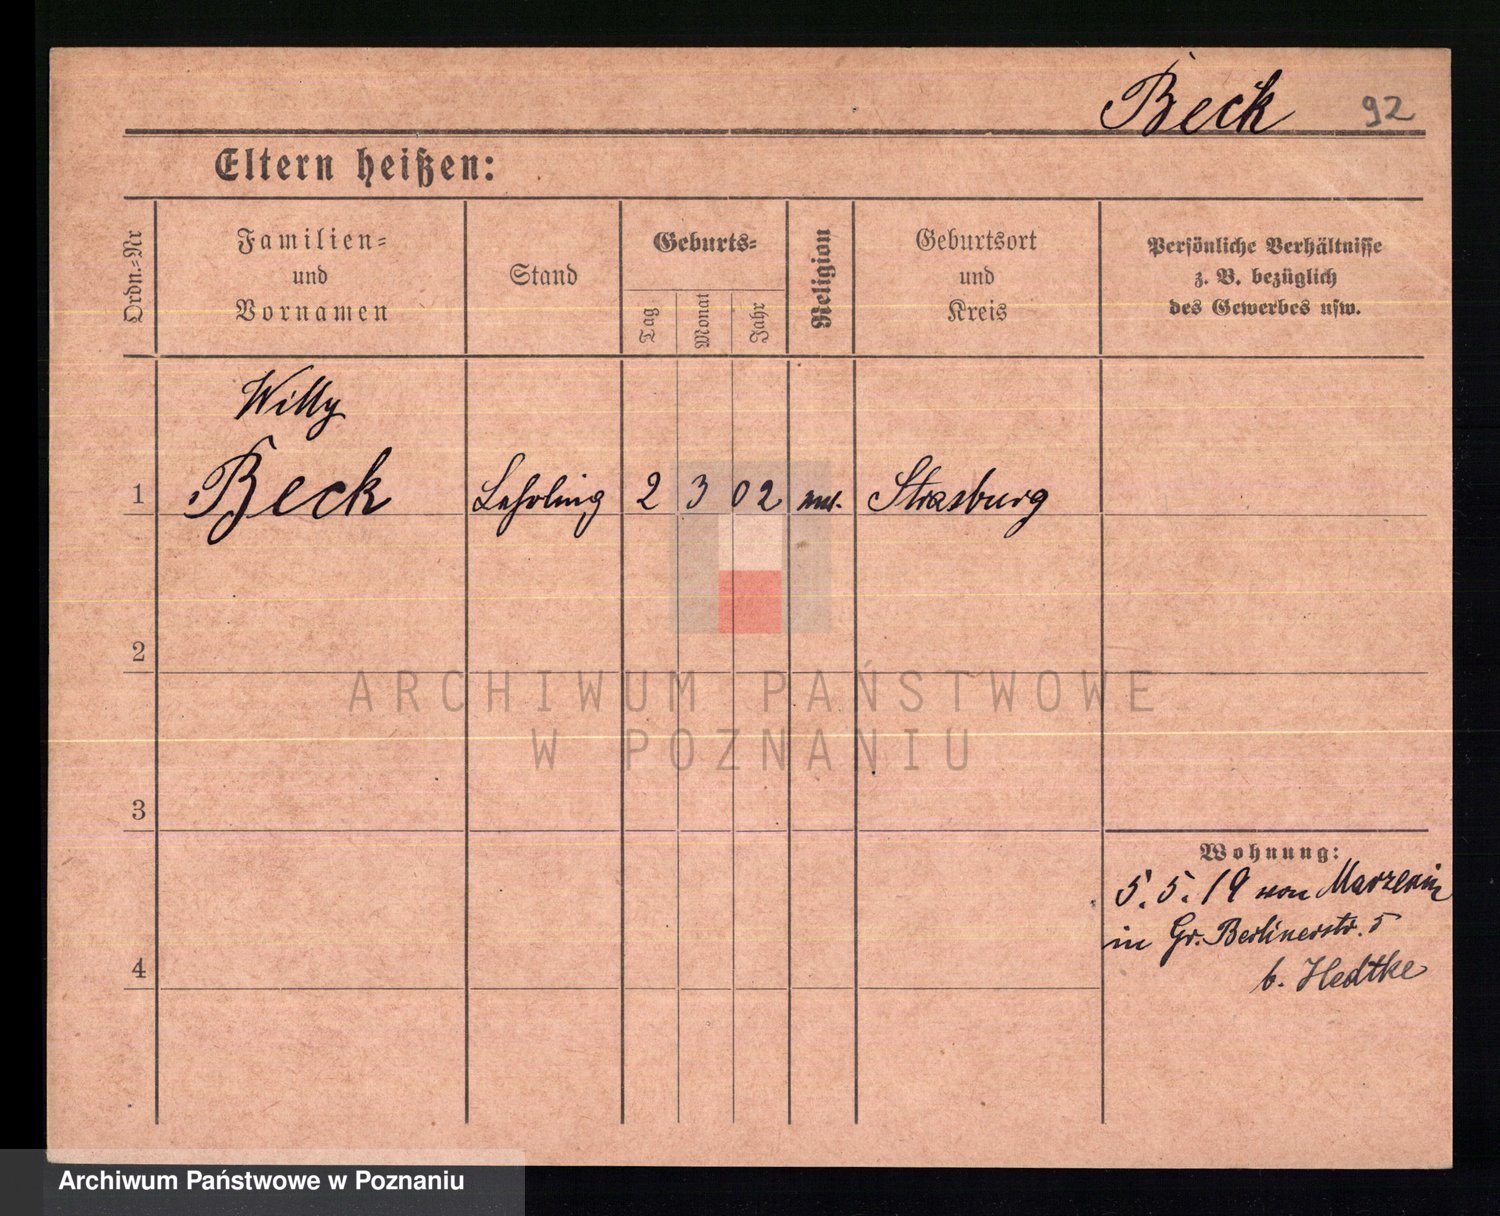 Beck 92
Eltern heißen:
Ordn.-Nr
Familien-
und
Vornamen
Stand
Geburts-
Tag
Monat
Jahr
Religion
Geburtsort
und
Kreis
Persönliche Verhältnisse
z. B. bezüglich
des Gewerbes usw.
Willy
1 Beck Lehrling 2 3 02 Strasburg
2
ARCHIWUM PAŃSTWOWE
W POZNANIU
3
Wohnung:
5. 5. 19 von Marzenin
in Gr. Berlinerstr. 5
4
b. Hedtke
Archiwum Państwowe w Poznaniu